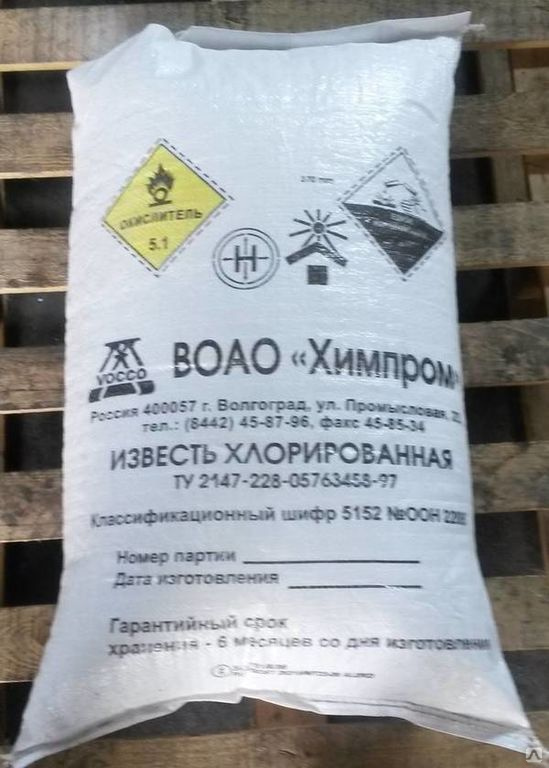 ОКИСЛИТЕЛЬ
5.1
Н
VOCCO
ВОАО «Химпром»
Россия 400057 г. Волгоград, ул. Промысловая,
тел.: (8442) 45-87-96, факс 45-85-34
ИЗВЕСТЬ ХЛОРИРОВАННАЯ
ТУ 2147-228-05763458-97
Классификационный шифр 5152 №ООН
Номер партии
Дата изготовления
Гарантийный срок
хранения - 6 месяцев со дня изготовления